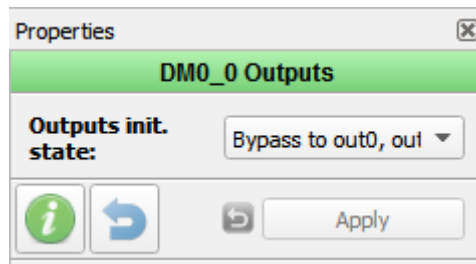 Properties
DM0_0 Outputs
Outputs init.
state:
Bypass to out0, out
Apply